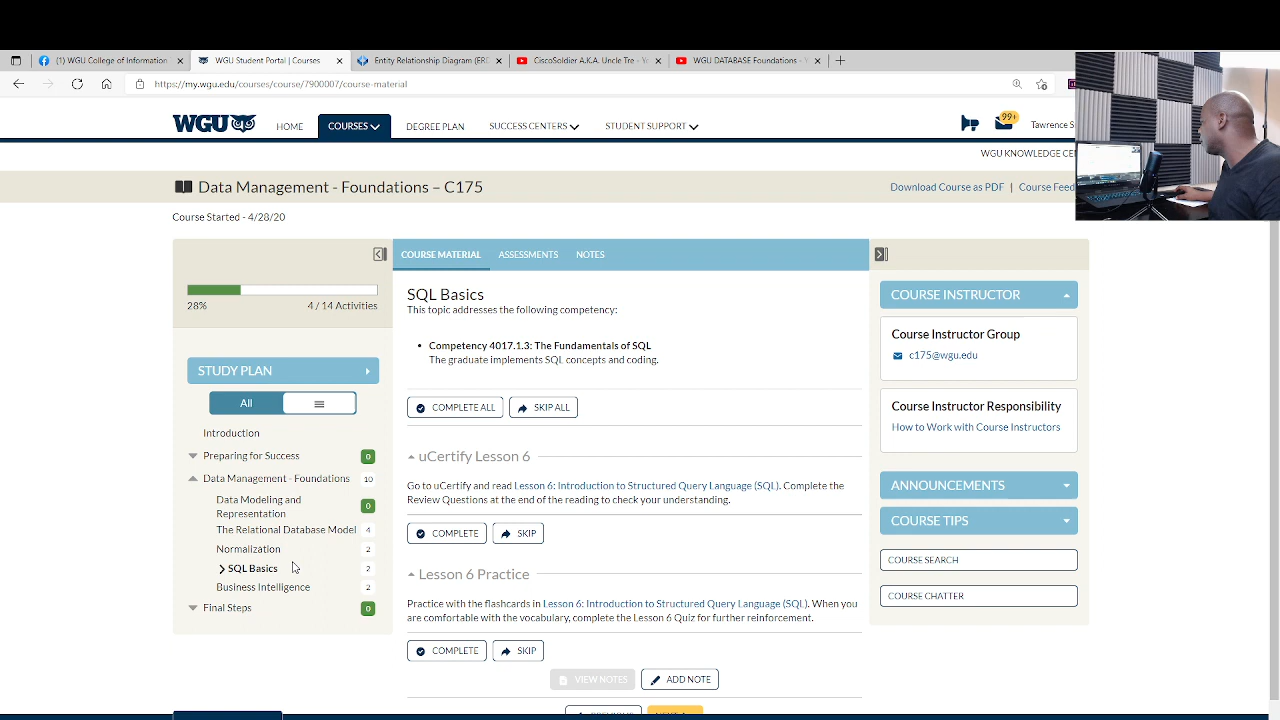 (1) WGU College of Information
WGU Student Portal | Courses
Entity Relationship
CiscoSoldier A.K.A. Uncle Tre -
WGU DATABASE Foundations -
https://my.wgu.edu/courses/course/7900007/course-material
WGU
HOME
COURSES
DEGREE PLAN
SUCCESS CENTERS
STUDENT SUPPORT
99+
Tawrence S
WGU KNOWLEDGE CEN
Data Management - Foundations – C175
Download Course as PDF | Course Feed
Course Started - 4/28/20
28%
4 / 14 Activities
STUDY PLAN
All
Introduction
Preparing for Success 0
Data Management - Foundations 10
Data Modeling and
Representation 0
The Relational Database Model 4
Normalization 2
SQL Basics 2
Business Intelligence 2
Final Steps 0
COURSE MATERIAL
ASSESSMENTS
NOTES
SQL Basics
This topic addresses the following competency:
• Competency 4017.1.3: The Fundamentals of SQL
The graduate implements SQL concepts and coding.
COMPLETE ALL
SKIP ALL
uCertify Lesson 6
Go to uCertify and read Lesson 6: Introduction to Structured Query Language (SQL). Complete the
Review Questions at the end of the reading to check your understanding.
COMPLETE
SKIP
Lesson 6 Practice
Practice with the flashcards in Lesson 6: Introduction to Structured Query Language (SQL). When you
are comfortable with the vocabulary, complete the Lesson 6 Quiz for further reinforcement.
COMPLETE
SKIP
VIEW NOTES
ADD NOTE
COURSE INSTRUCTOR
Course Instructor Group
c175@wgu.edu
Course Instructor Responsibility
How to Work with Course Instructors
ANNOUNCEMENTS
COURSE TIPS
COURSE SEARCH
COURSE CHATTER